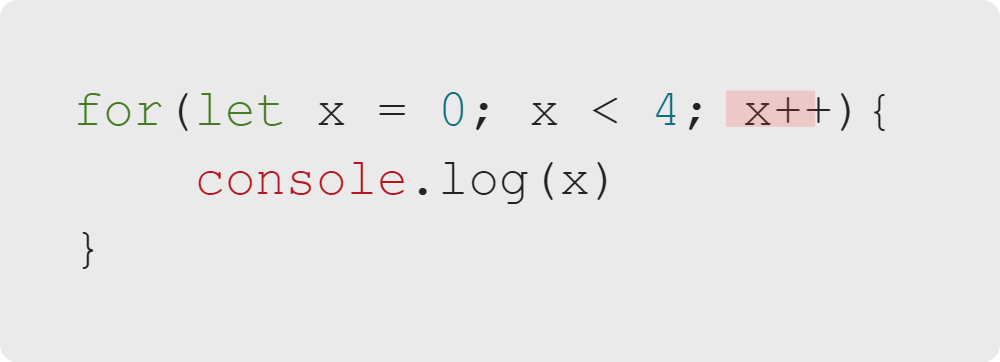 for(let x = 0; x < 4; x++){
    console.log(x)
}